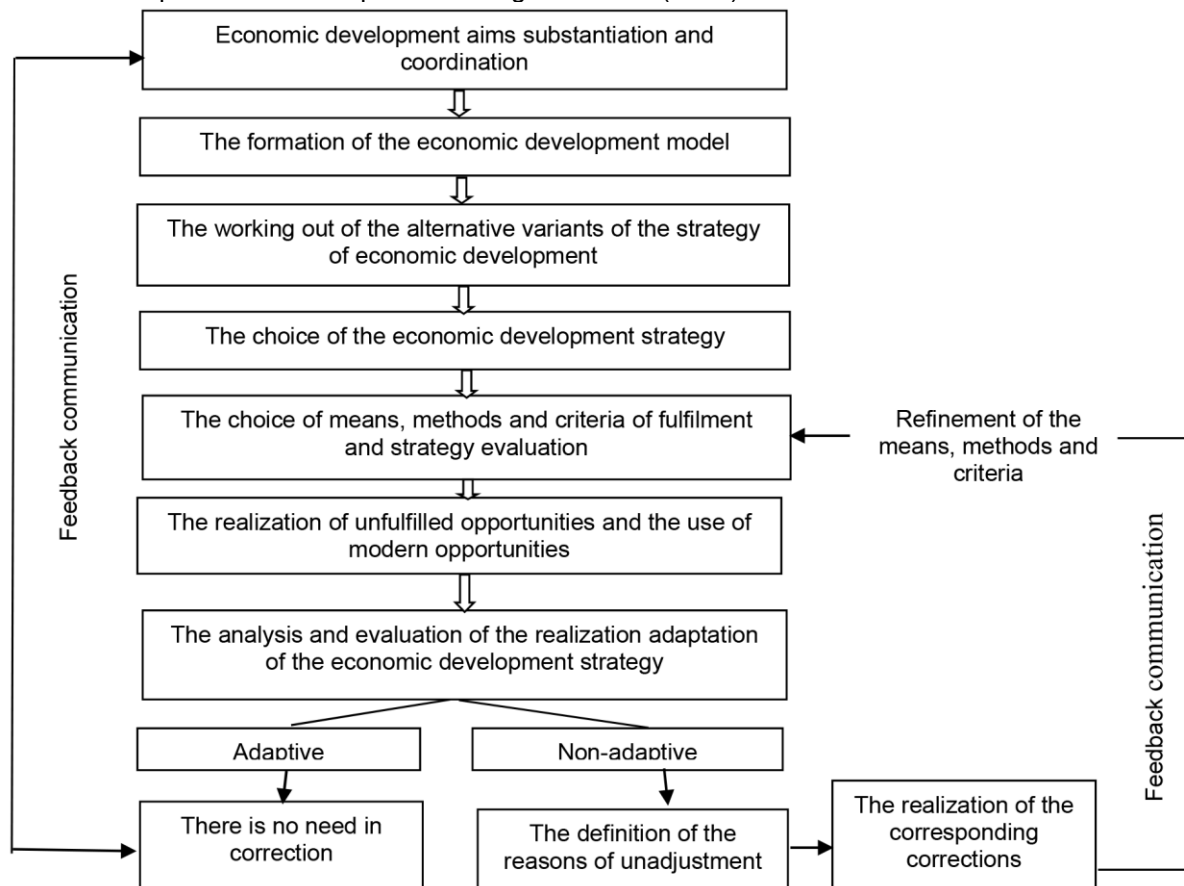 Economic development aims substantiation and
coordination
The formation of the economic development model
The working out of the alternative variants of the strategy
of economic development
The choice of the economic development strategy
The choice of means, methods and criteria of fulfilment
and strategy evaluation
Refinement of the
means, methods and
criteria
The realization of unfulfilled opportunities and the use of
modern opportunities
The analysis and evaluation of the realization adaptation
of the economic development strategy
Adaptive
Non-adaptive
There is no need in
correction
The definition of the
reasons of unadjustment
The realization of the
corresponding
corrections
Feedback communication
Feedback communication